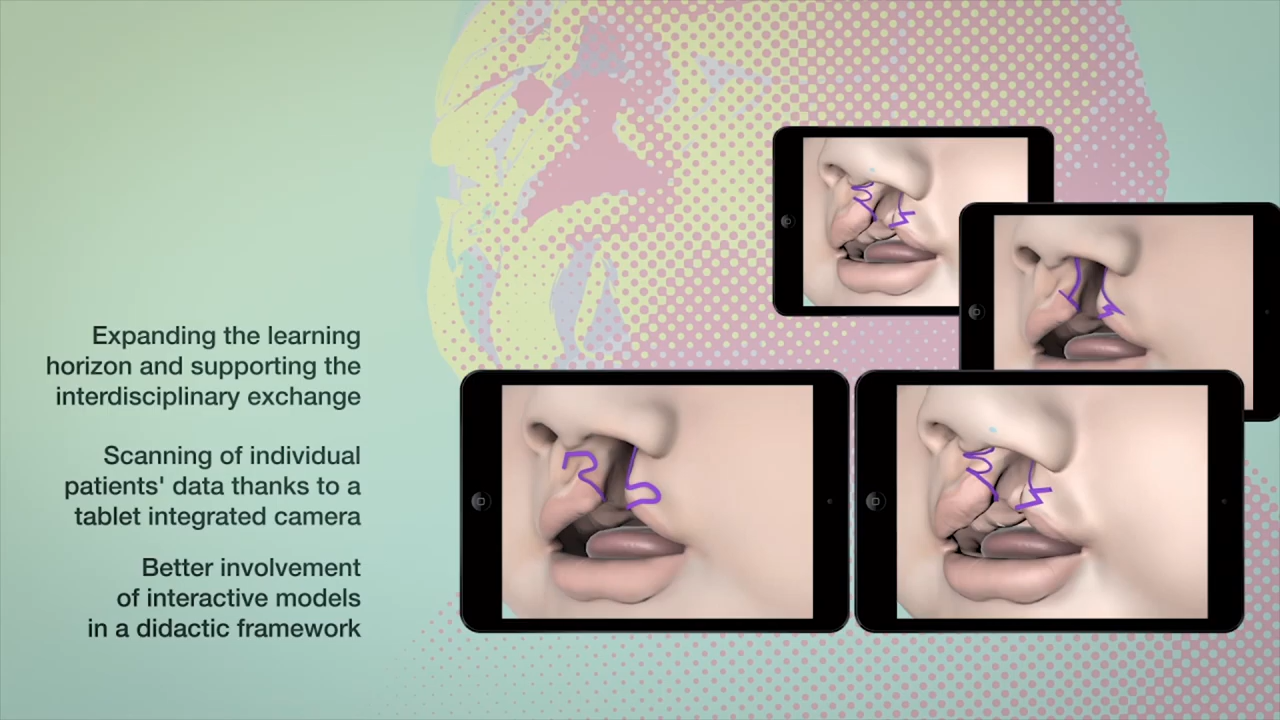 Expanding the learning
horizon and supporting the
interdisciplinary exchange
Scanning of individual
patients' data thanks to a
tablet integrated camera
Better involvement
of interactive models
in a didactic framework